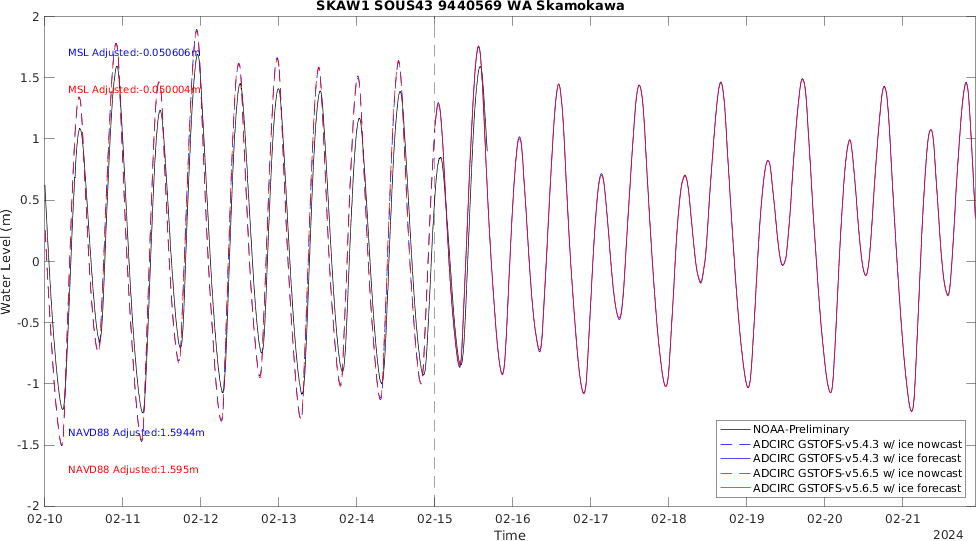 SKAW1 SOUS43 9440569 WA Skamokawa
2
1.5
1
0.5
0
-0.5
-1
-1.5
-2
Water Level (m)
MSL Adjusted:-0.050606m
MSL Adjusted:-0.050004m
NAVD88 Adjusted:1.5944m
NAVD88 Adjusted:1.595m
NOAA-Preliminary
ADCIRC GSTOFS-v5.4.3 w/ ice nowcast
ADCIRC GSTOFS-v5.4.3 w/ ice forecast
ADCIRC GSTOFS-v5.6.5 w/ ice nowcast
ADCIRC GSTOFS-v5.6.5 w/ ice forecast
02-10 02-11 02-12 02-13 02-14 02-15 02-16 02-17 02-18 02-19 02-20 02-21
Time
2024